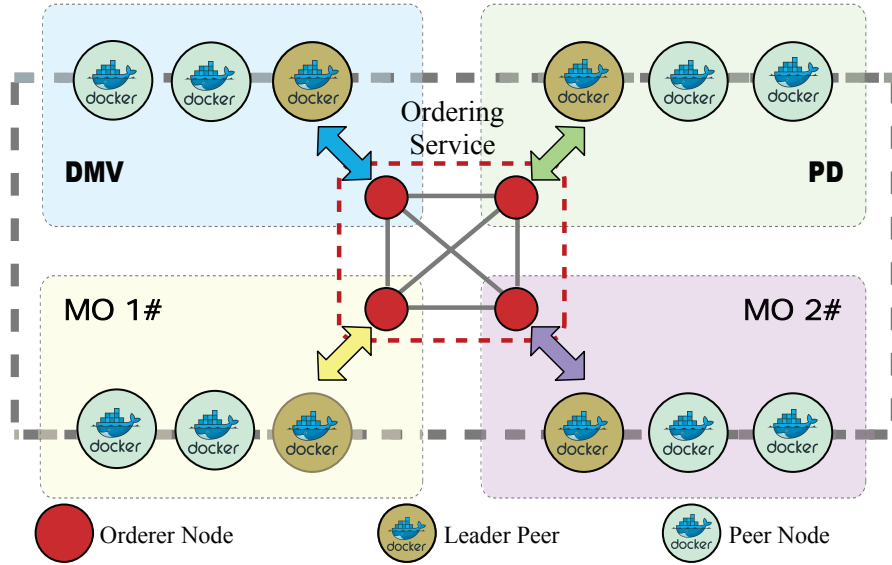 docker docker docker docker docker docker
Ordering
Service
DMV
PD
MO 1#
MO 2#
docker docker docker docker docker docker
Orderer Node
docker
Leader Peer
docker
Peer Node